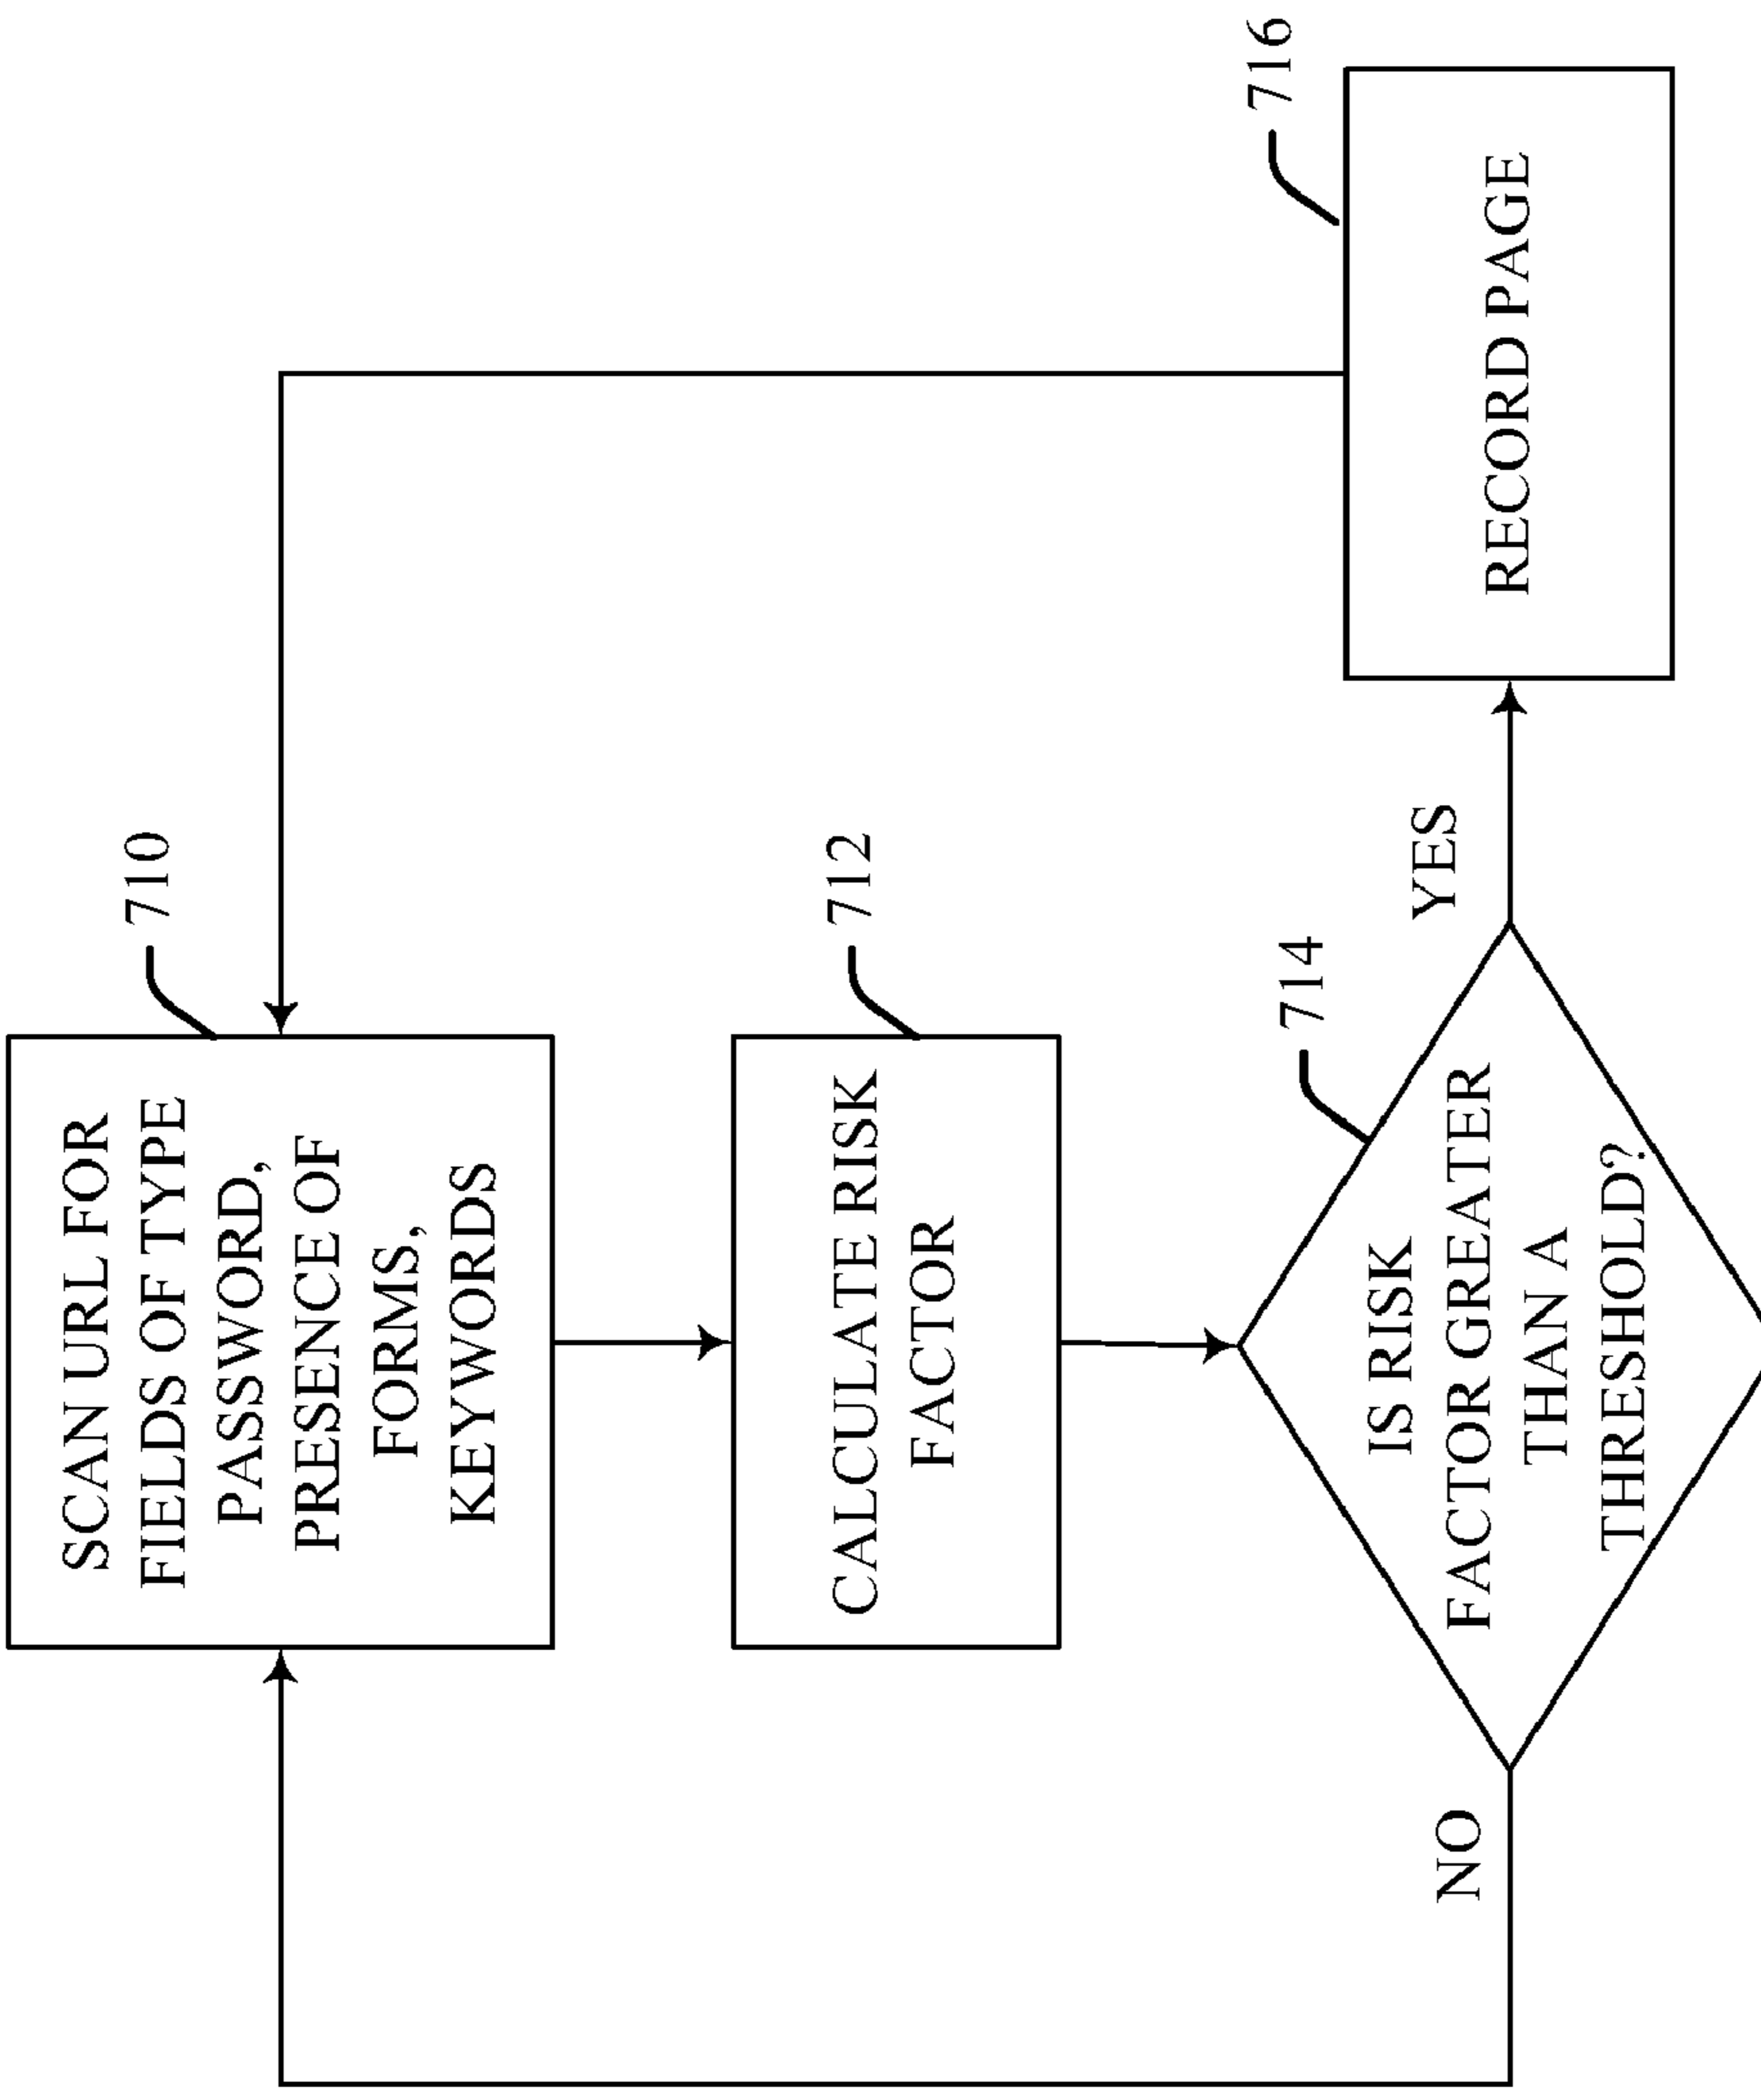 SCAN URL FOR
FIELDS OF TYPE
PASSWORD,
PRESENCE OF
FORMS,
KEYWORDS
710
CALCULATE RISK
FACTOR
712
IS RISK
FACTOR GREATER
THAN A
THRESHOLD?
714
NO
YES
RECORD PAGE
716